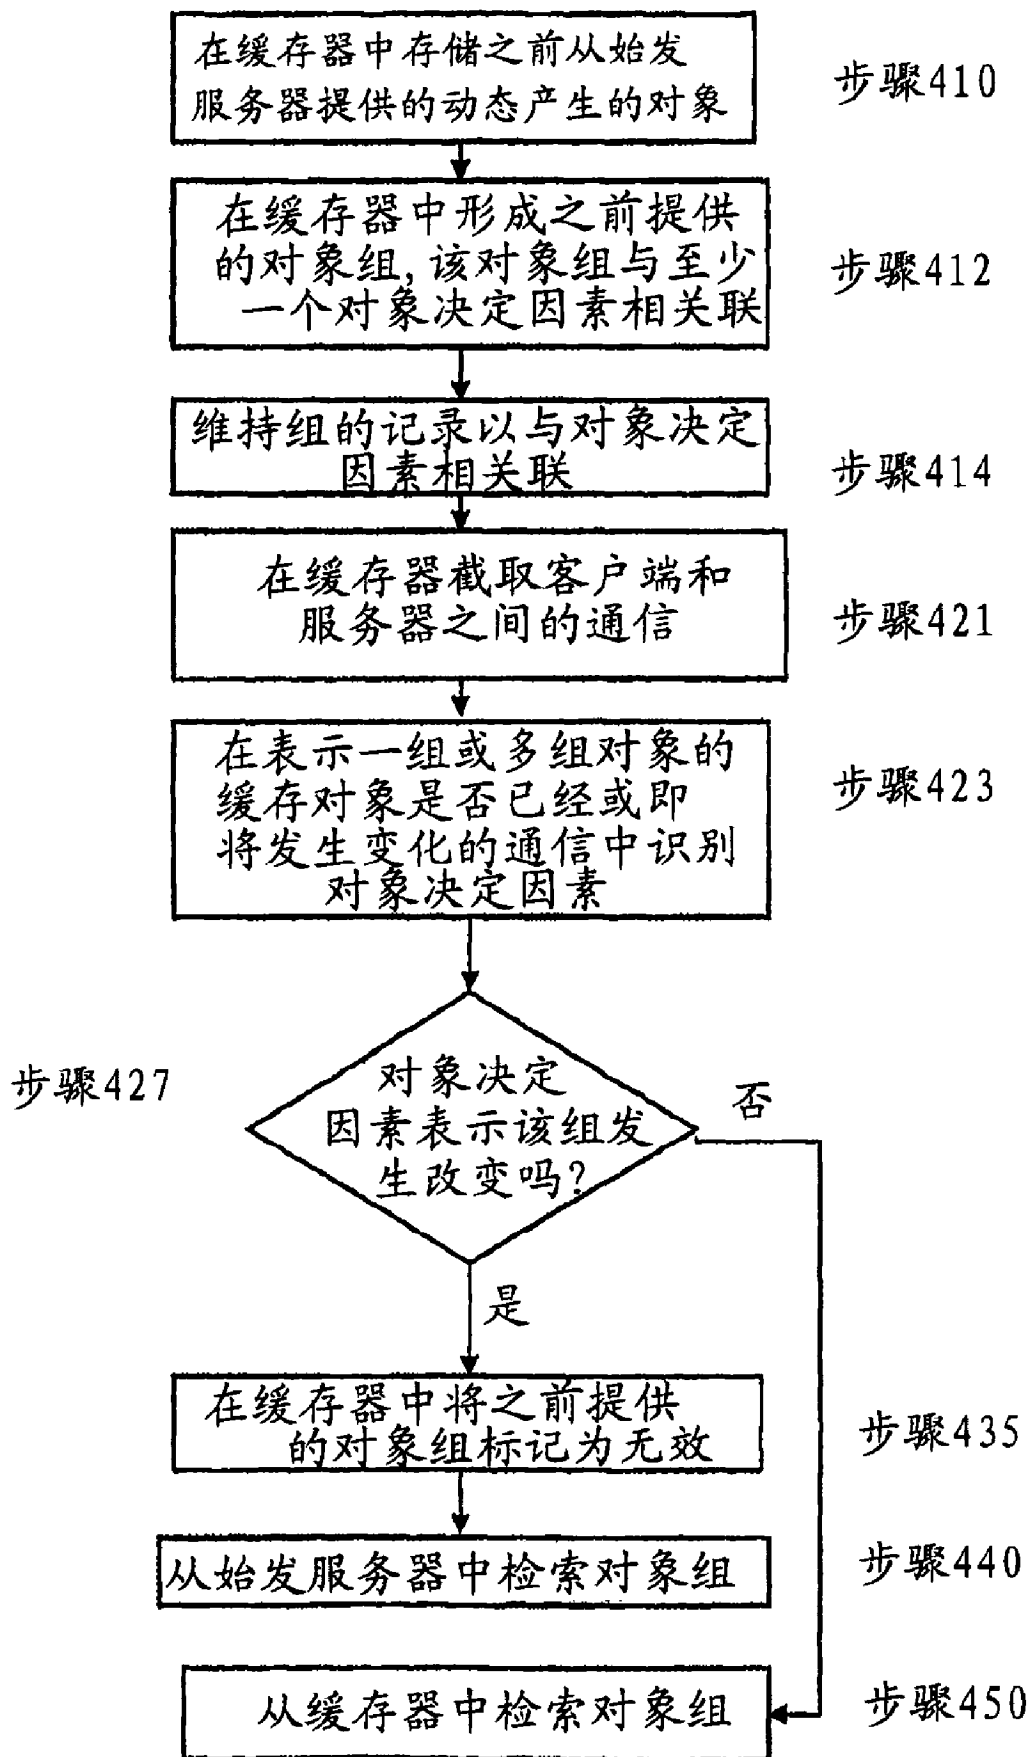 在缓存器中存储之前从始发
服务器提供的动态产生的对象
步骤410
在缓存器中形成之前提供
的对象组,该对象组与至少
一个对象决定因素相关联
步骤412
维持组的记录以与对象决定
因素相关联
步骤414
在缓存器截取客户端和
服务器之间的通信
步骤421
在表示一组或多组对象的
缓存对象是否已经或即
将发生变化的通信中识别
对象决定因素
步骤423
步骤427
对象决定
因素表示该组发
生改变吗?
否
是
在缓存器中将之前提供
的对象组标记为无效
步骤435
从始发服务器中检索对象组
步骤440
从缓存器中检索对象组
步骤450